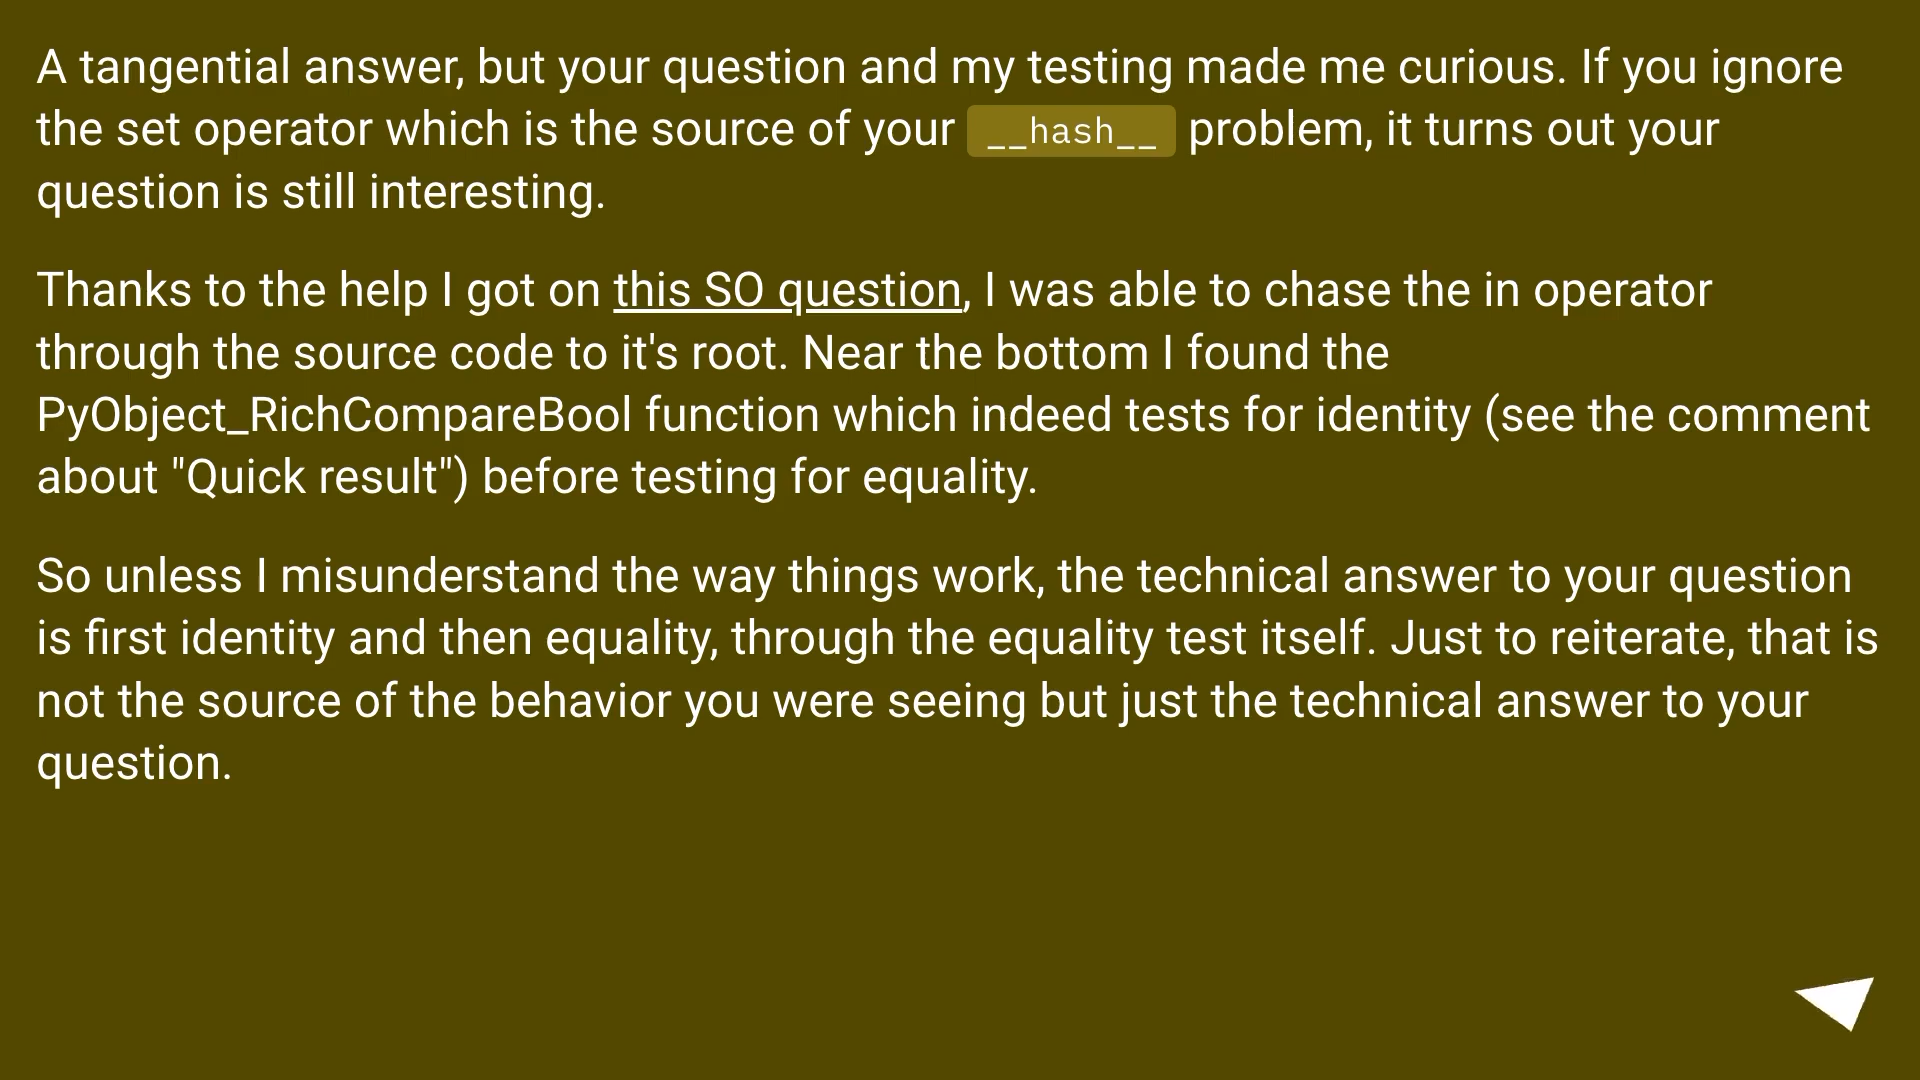 A tangential answer, but your question and my testing made me curious. If you ignore
the set operator which is the source of your __hash__ problem, it turns out your
question is still interesting.
Thanks to the help I got on this SO question, I was able to chase the in operator
through the source code to it's root. Near the bottom I found the
PyObject_RichCompareBool function which indeed tests for identity (see the comment
about "Quick result") before testing for equality.
So unless I misunderstand the way things work, the technical answer to your question
is first identity and then equality, through the equality test itself. Just to reiterate, that is
not the source of the behavior you were seeing but just the technical answer to your
question.